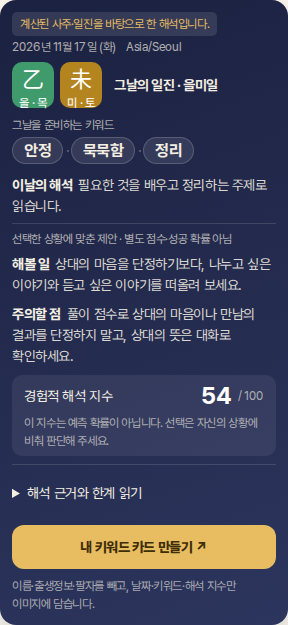 계산된 사주·일진을 바탕으로 한 해석입니다.
2026년 11월 17일 (화) Asia/Seoul
乙 未
을·목 미·토 그날의 일진·을미일
그날을 준비하는 키워드
안정 · 묵묵함 · 정리
이날의 해석 필요한 것을 배우고 정리하는 주제로
읽습니다.
선택한 상황에 맞춘 제안 · 별도 점수·성공 확률 아님
해볼 일 상대의 마음을 단정하기보다, 나누고 싶은
이야기와 듣고 싶은 이야기를 떠올려 보세요.
주의할 점 풀이 점수로 상대의 마음이나 만남의
결과를 단정하지 말고, 상대의 뜻은 대화로
확인하세요.
경험적 해석 지수 54 / 100
이 지수는 예측 확률이 아닙니다. 선택은 자신의 상황에
비춰 판단해 주세요.
▶ 해석 근거와 한계 읽기
내 키워드 카드 만들기 ↗
이름·출생정보·팔자를 빼고, 날짜·키워드·해석 지수만
이미지에 담습니다.